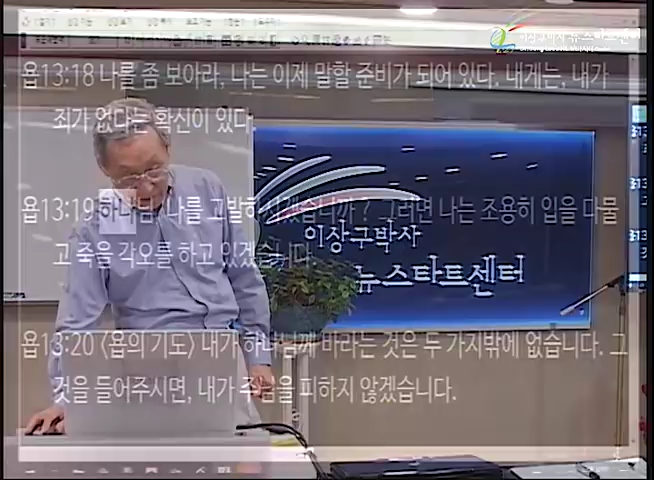 욥13:18 나를 좀 보아라, 나는 이제 말할 준비가 되어 있다. 내게는, 내가
죄가 없다는 확신이 있다.
욥13:19 하나님, 나를 고발하시겠습니까? 그러면 나는 조용히 입을 다물
고 죽을 각오를 하고 있겠습니다.
이상구박사
뉴스타트센터
욥13:20 (욥의 기도) 내가 하나님께 바라는 것은 두 가지밖에 없습니다. 그
것을 들어주시면, 내가 주님을 피하지 않겠습니다.